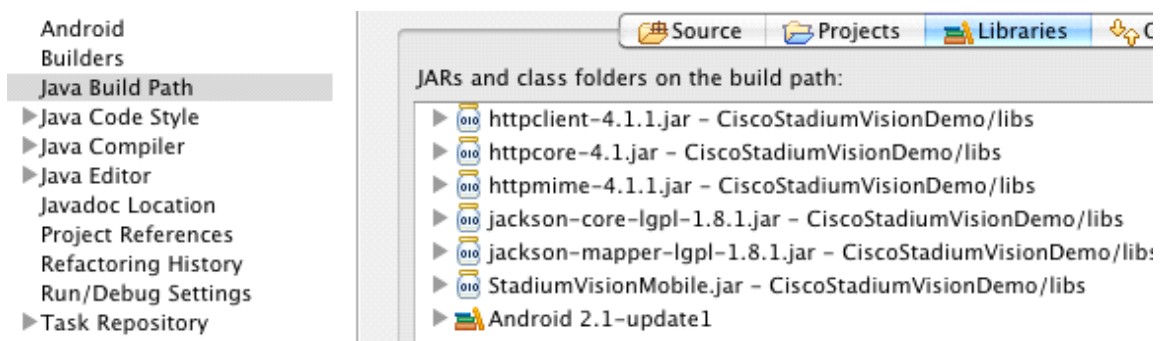 Android
Builders
Java Build Path
Java Code Style
Java Compiler
Java Editor
Javadoc Location
Project References
Refactoring History
Run/Debug Settings
Task Repository
Source Projects Libraries
JARs and class folders on the build path:
httpclient-4.1.1.jar – CiscoStadiumVisionDemo/libs
httpcore-4.1.jar – CiscoStadiumVisionDemo/libs
httpmime-4.1.1.jar – CiscoStadiumVisionDemo/libs
jackson-core-lgpl-1.8.1.jar – CiscoStadiumVisionDemo/libs
jackson-mapper-lgpl-1.8.1.jar – CiscoStadiumVisionDemo/libs
StadiumVisionMobile.jar – CiscoStadiumVisionDemo/libs
Android 2.1-update1